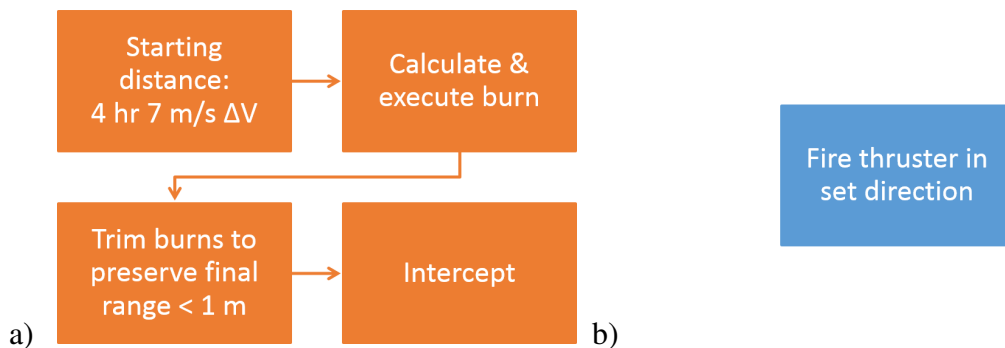 Starting
distance:
4 hr 7 m/s ΔV
Calculate &
execute burn
Trim burns to
preserve final
range < 1 m
Intercept
a)
Fire thruster in
set direction
b)